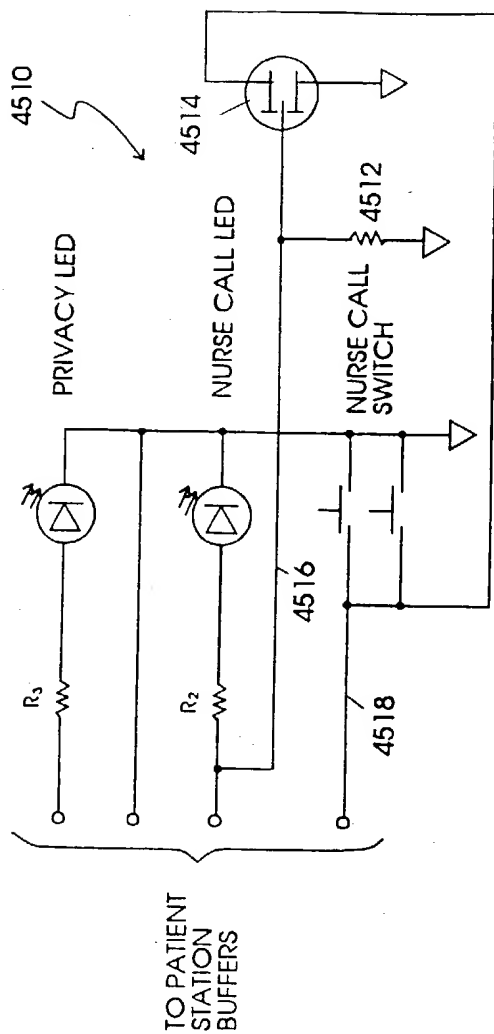 4510
PRIVACY LED
R₃
4514
NURSE CALL LED
R₂
4516
4512
NURSE CALL
SWITCH
4518
TO PATIENT
STATION
BUFFERS